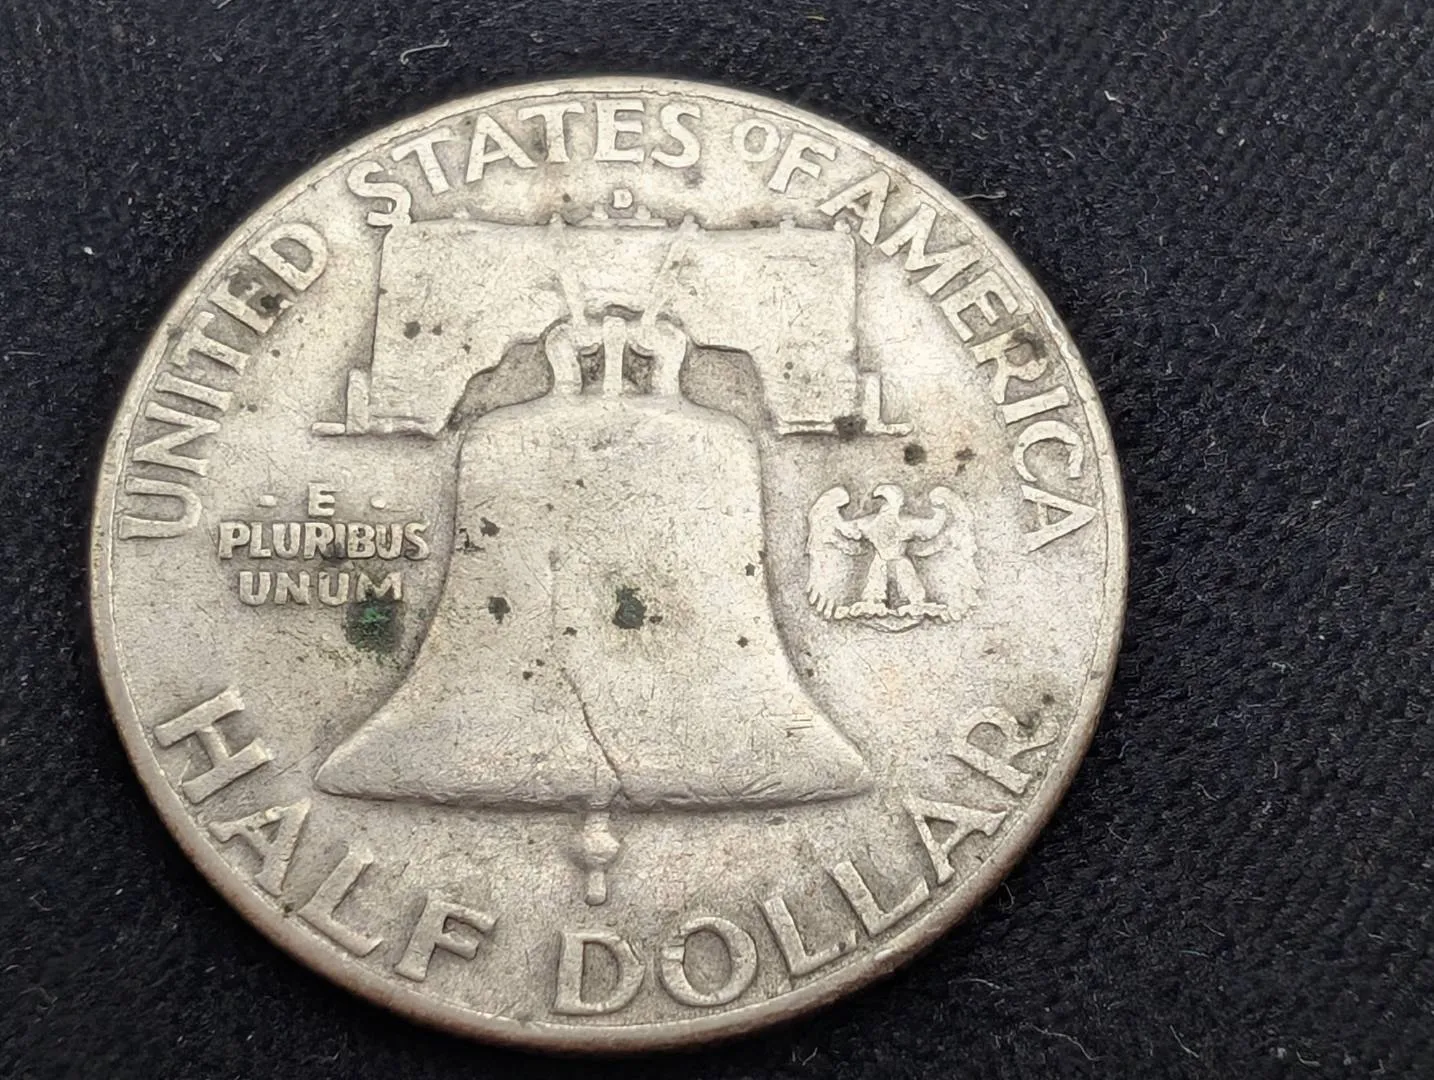 UNITED STATES OF AMERICA
D
· E ·
PLURIBUS
UNUM
HALF DOLLAR